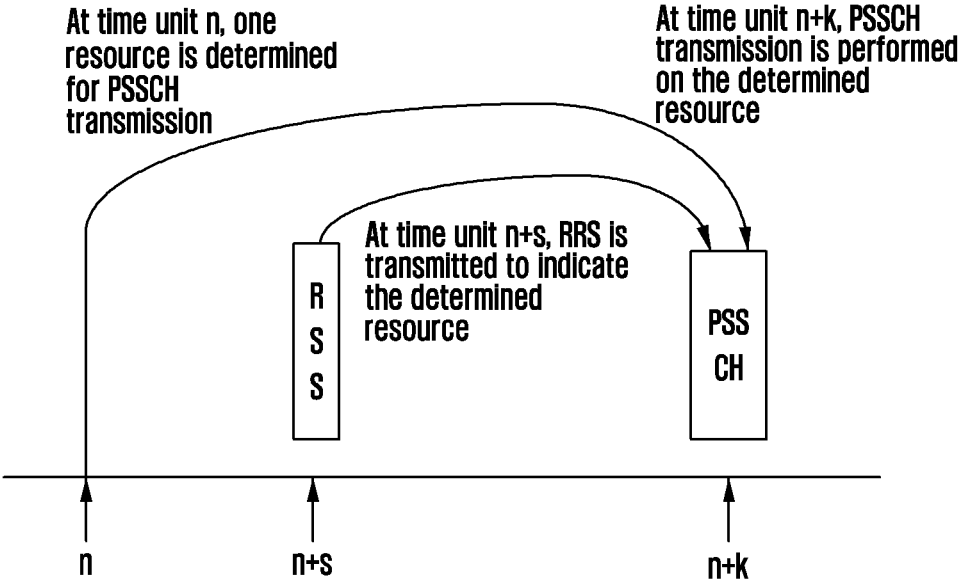 At time unit n, one
resource is determined
for PSSCH
transmission
At time unit n+k, PSSCH
transmission is performed
on the determined
resource
At time unit n+s, RRS is
transmitted to indicate
the determined
resource
R
S
S
PSS
CH
n
n+s
n+k